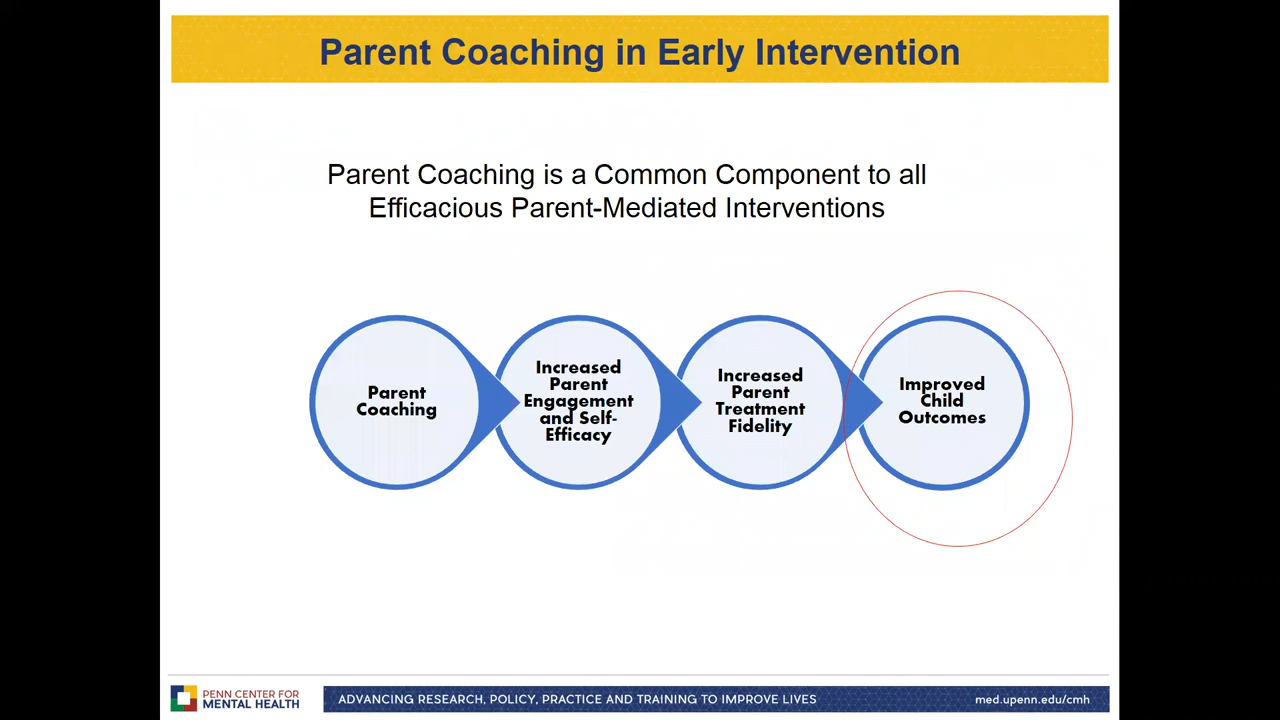 Parent Coaching in Early Intervention
Parent Coaching is a Common Component to all
Efficacious Parent-Mediated Interventions
Parent
Coaching
Increased
Parent
Engagement
and Self-
Efficacy
Increased
Parent
Treatment
Fidelity
Improved
Child
Outcomes
PENN CENTER FOR
MENTAL HEALTH
ADVANCING RESEARCH, POLICY, PRACTICE AND TRAINING TO IMPROVE LIVES
med.upenn.edu/cmh